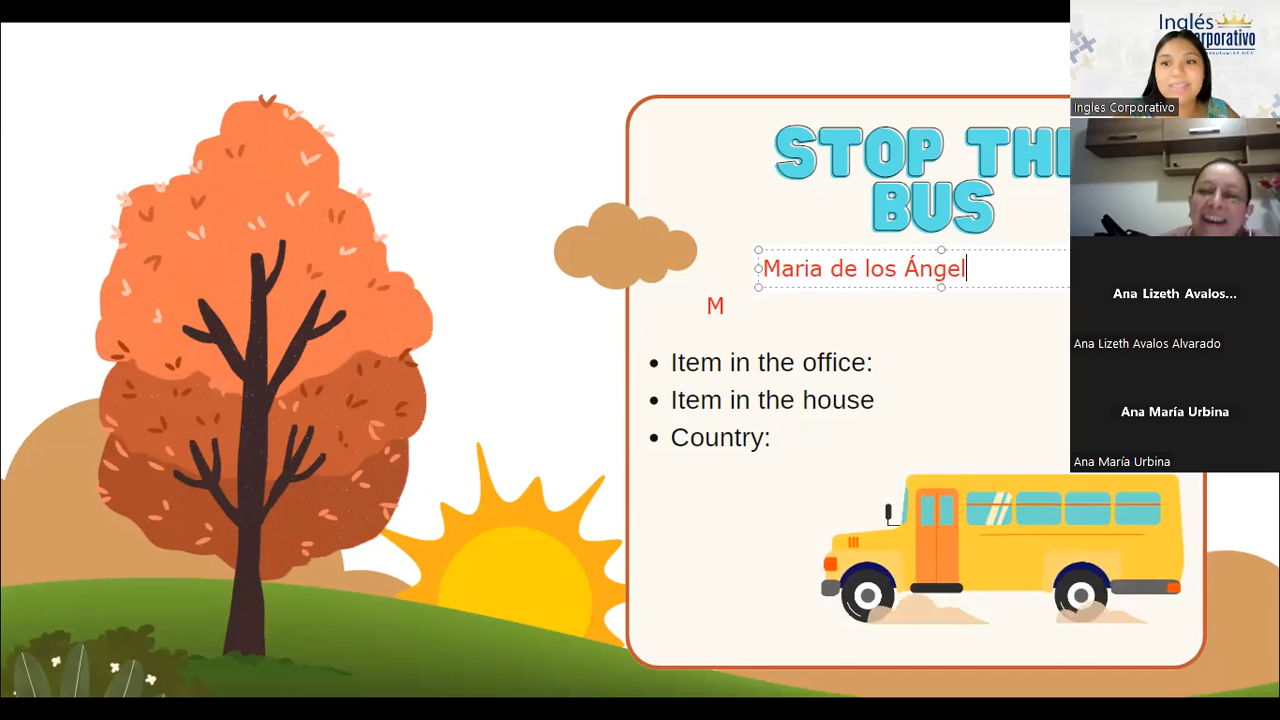 STOP THE
BUS
Maria de los Ángel
M
• Item in the office:
• Item in the house
• Country:
Inglés
Corporativo
Ingles Corporativo
Ana Lizeth Avalos...
Ana Lizeth Avalos Alvarado
Ana María Urbina
Ana María Urbina